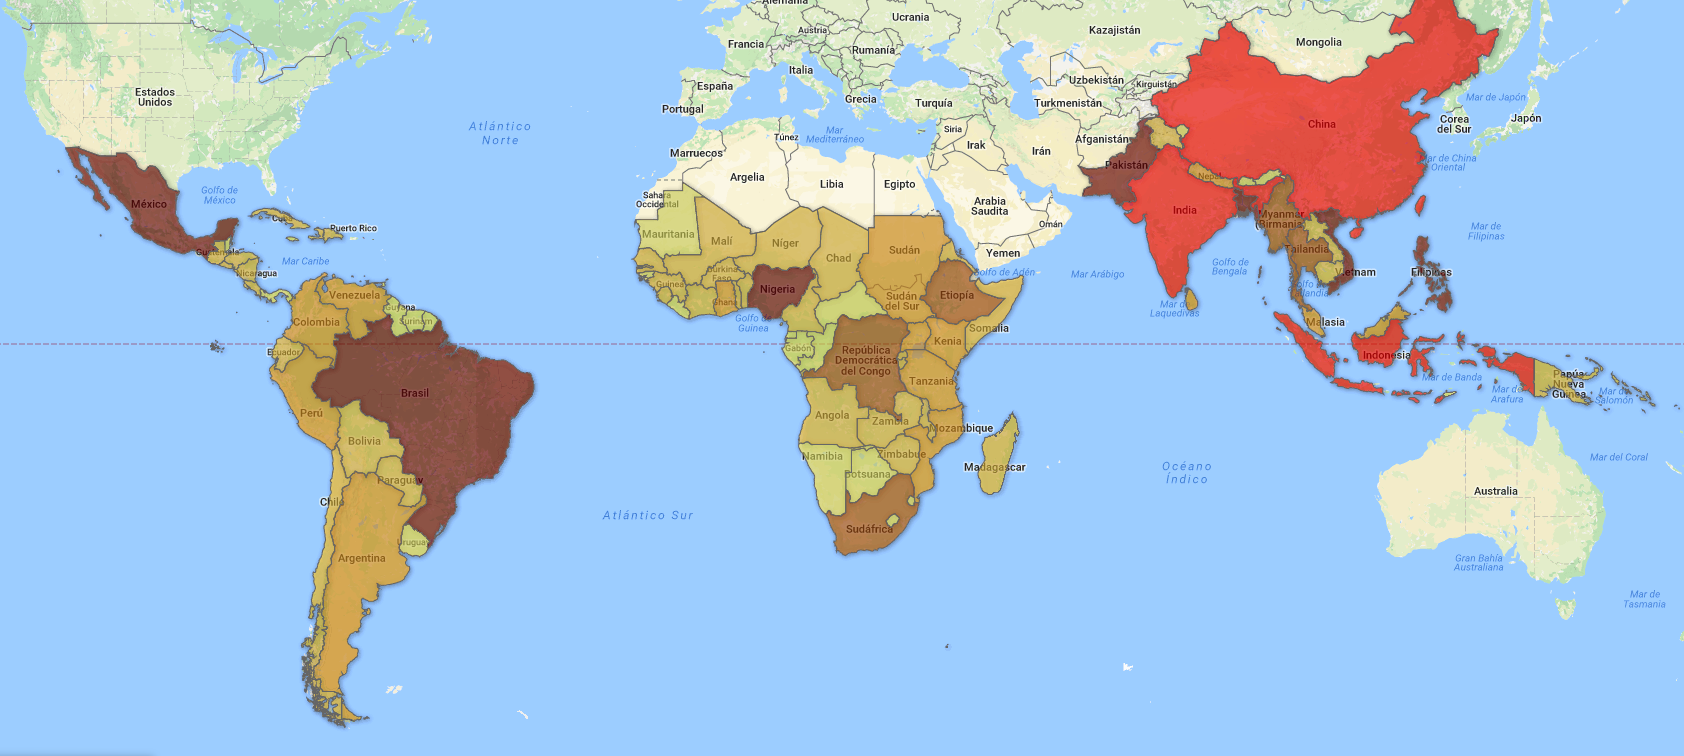 Alemania
Ucrania
Kazajistán
Mongolia
Austria
Francia
Rumanía
Italia
Uzbekistán
Kirguistán
España
Grecia
Turquía
Turkmenistán
Portugal
Estados
Unidos
Mar de Japón
Corea
del Sur
Japón
China
Atlántico
Norte
Túnez
Mar
Mediterráneo
Siria
Irak
Irán
Afganistán
Marruecos
Pakistán
Mar de China
Oriental
Argelia
Libia
Egipto
Nepal
Sahara
Occidental
Arabia
Saudita
Omán
India
México
Golfo de
México
Cuba
Puerto Rico
Myanmar
(Birmania)
Mauritania
Malí
Níger
Sudán
Yemen
Mar de
Filipinas
Tailandia
Guatemala
Mar Caribe
Nicaragua
Chad
Burkina
Faso
Golfo de Adén
Mar Arábigo
Golfo de
Bengala
Vietnam
Filipinas
Guinea
Nigeria
Etiopía
Golfo de
Tailandia
Venezuela
Ghana
Sudán
del Sur
Mar de
Laquedivas
Guyana
Surinam
Colombia
Golfo de
Guinea
Somalia
Malasia
Kenia
Gabón
República
Democrática
del Congo
Ecuador
Indonesia
Tanzania
Mar de Banda
Papúa
Nueva
Guinea
Mar de
Arafura
Mar de
Salomón
Brasil
Perú
Angola
Zambia
Mozambique
Bolivia
Zimbabue
Namibia
Madagascar
Océano
Índico
Mar del Coral
Botsuana
Paraguay
Australia
Chile
Atlántico Sur
Sudáfrica
Uruguay
Argentina
Gran Bahía
Australiana
Mar de
Tasmania